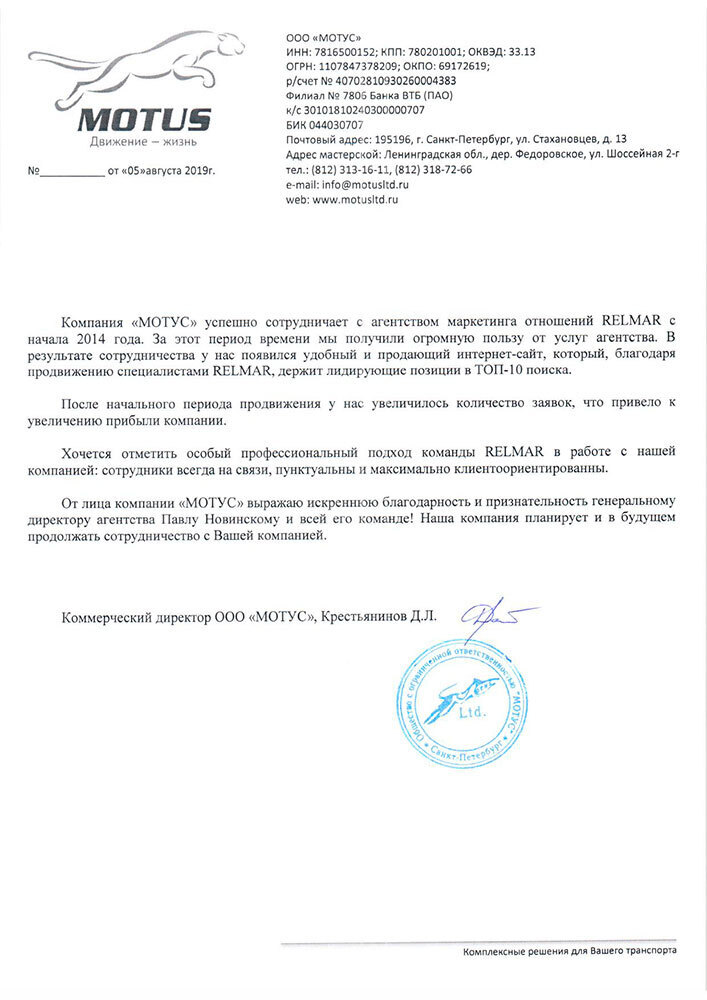 MOTUS
Движение – жизнь
№____________ от «05»августа 2019г.
ООО «МОТУС»
ИНН: 7816500152; КПП: 780201001; ОКВЭД: 33.13
ОГРН: 1107847378209; ОКПО: 69172619;
р/счет № 40702810930260004383
Филиал № 7806 Банка ВТБ (ПАО)
к/с 30101810240300000707
БИК 044030707
Почтовый адрес: 195196, г. Санкт-Петербург, ул. Стахановцев, д. 13
Адрес мастерской: Ленинградская обл., дер. Федоровское, ул. Шоссейная 2-г
тел.: (812) 313-16-11, (812) 318-72-66
e-mail: info@motusltd.ru
web: www.motusltd.ru
Компания «МОТУС» успешно сотрудничает с агентством маркетинга отношений RELMAR с
начала 2014 года. За этот период времени мы получили огромную пользу от услуг агентства. В
результате сотрудничества у нас появился удобный и продающий интернет-сайт, который, благодаря
продвижению специалистами RELMAR, держит лидирующие позиции в ТОП-10 поиска.
После начального периода продвижения у нас увеличилось количество заявок, что привело к
увеличению прибыли компании.
Хочется отметить особый профессиональный подход команды RELMAR в работе с нашей
компанией: сотрудники всегда на связи, пунктуальны и максимально клиентоориентированны.
От лица компании «МОТУС» выражаю искреннюю благодарность и признательность генеральному
директору агентства Павлу Новинскому и всей его команде! Наша компания планирует и в будущем
продолжать сотрудничество с Вашей компанией.
Коммерческий директор ООО «МОТУС», Крестьянинов Д.Л.
Общество с ограниченной ответственностью "МОТУС"
Ltd.
Санкт-Петербург
Комплексные решения для Вашего транспорта